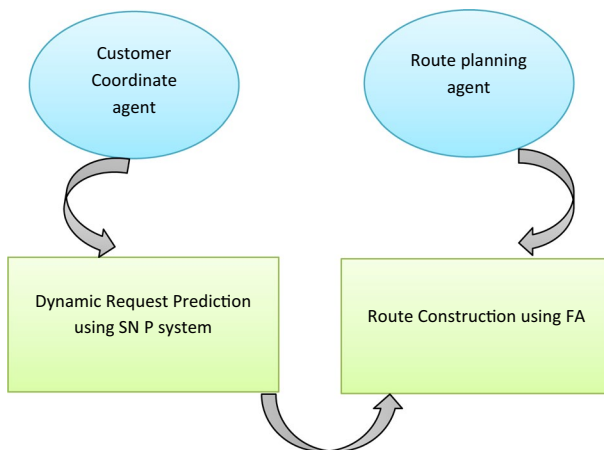 Customer
Coordinate
agent
Route planning
agent
Dynamic Request Prediction
using SN P system
Route Construction using FA